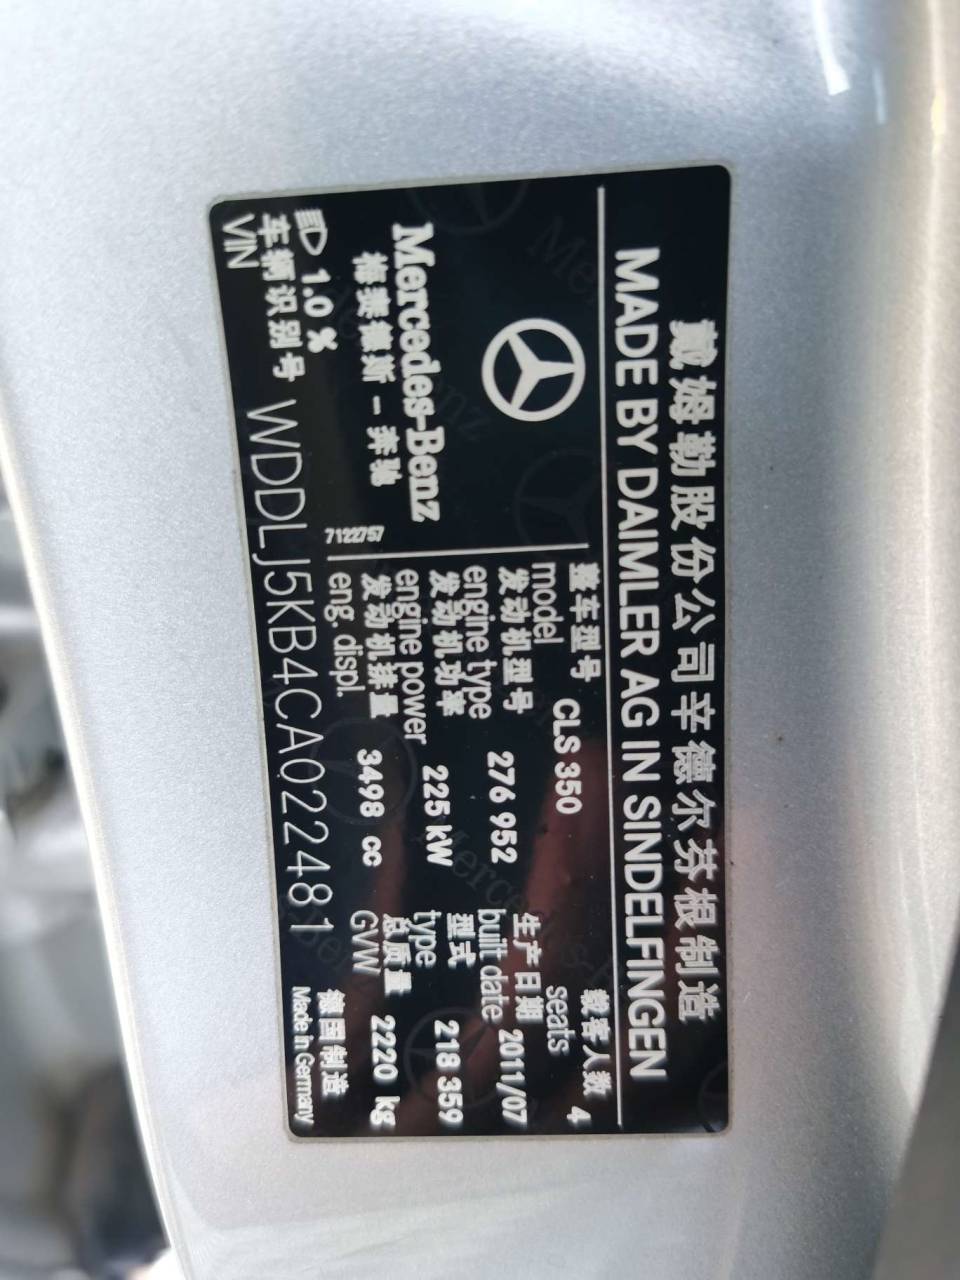 戴姆勒股份公司辛德尔芬根制造
MADE BY DAIMLER AG IN SINDELFINGEN
Mercedes-Benz
梅赛德斯－奔驰
7122757
整车型号 CLS 350
model
发动机型号 276 952
engine type
发动机功率 225 kW
engine power
发动机排量 3498 cc
eng. displ.
载客人数 4
seats
生产日期 2011/07
built date
型式 218 359
type
总质量 2220 kg
GVW
1.0 %
车辆识别号 WDDLJ5KB4CA022481
VIN
德国制造
Made in Germany